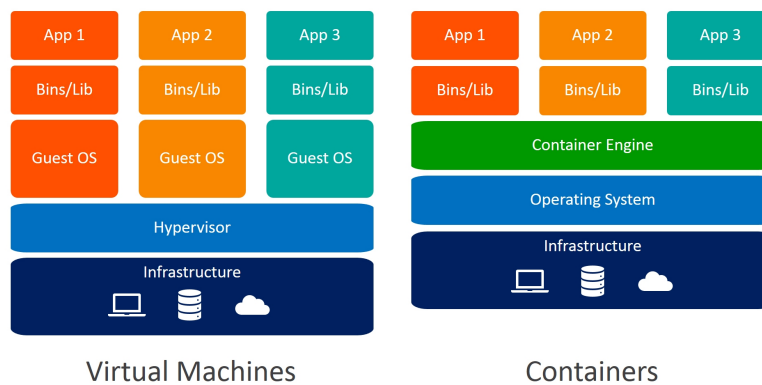 App 1
App 2
App 3
Bins/Lib
Bins/Lib
Bins/Lib
Guest OS
Guest OS
Guest OS
Hypervisor
Infrastructure
Virtual Machines
App 1
App 2
App 3
Bins/Lib
Bins/Lib
Bins/Lib
Container Engine
Operating System
Infrastructure
Containers